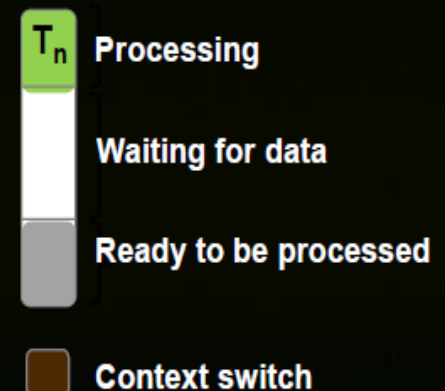 Tn
Processing
Waiting for data
Ready to be processed
Context switch